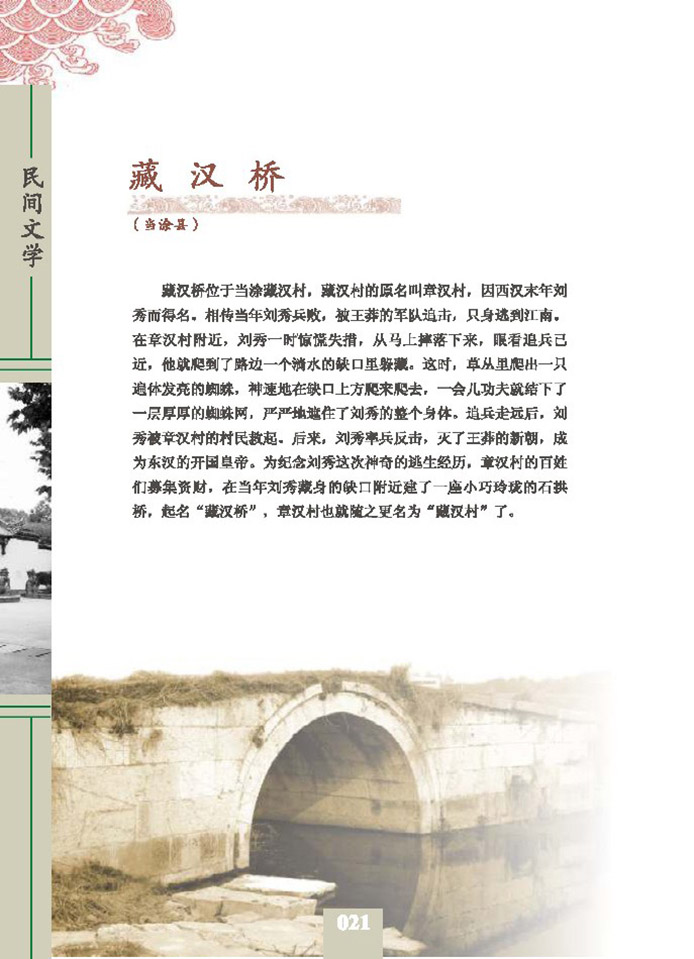 民间文学
藏汉桥
（当涂县）
藏汉桥位于当涂藏汉村，藏汉村的原名叫章汉村，因西汉末年刘
秀而得名。相传当年刘秀兵败，被王莽的军队追击，只身逃到江南。
在章汉村附近，刘秀一时惊慌失措，从马上摔落下来，眼看追兵已
近，他就爬到了路边一个淌水的缺口里躲藏。这时，草丛里爬出一只
遍体发亮的蜘蛛，神速地在缺口上方爬来爬去，一会儿功夫就结下了
一层厚厚的蜘蛛网，严严地遮住了刘秀的整个身体。追兵走远后，刘
秀被章汉村的村民救起。后来，刘秀率兵反击，灭了王莽的新朝，成
为东汉的开国皇帝。为纪念刘秀这次神奇的逃生经历，章汉村的百姓
们募集资财，在当年刘秀藏身的缺口附近建了一座小巧玲珑的石拱
桥，起名“藏汉桥”，章汉村也就随之更名为“藏汉村”了。
021